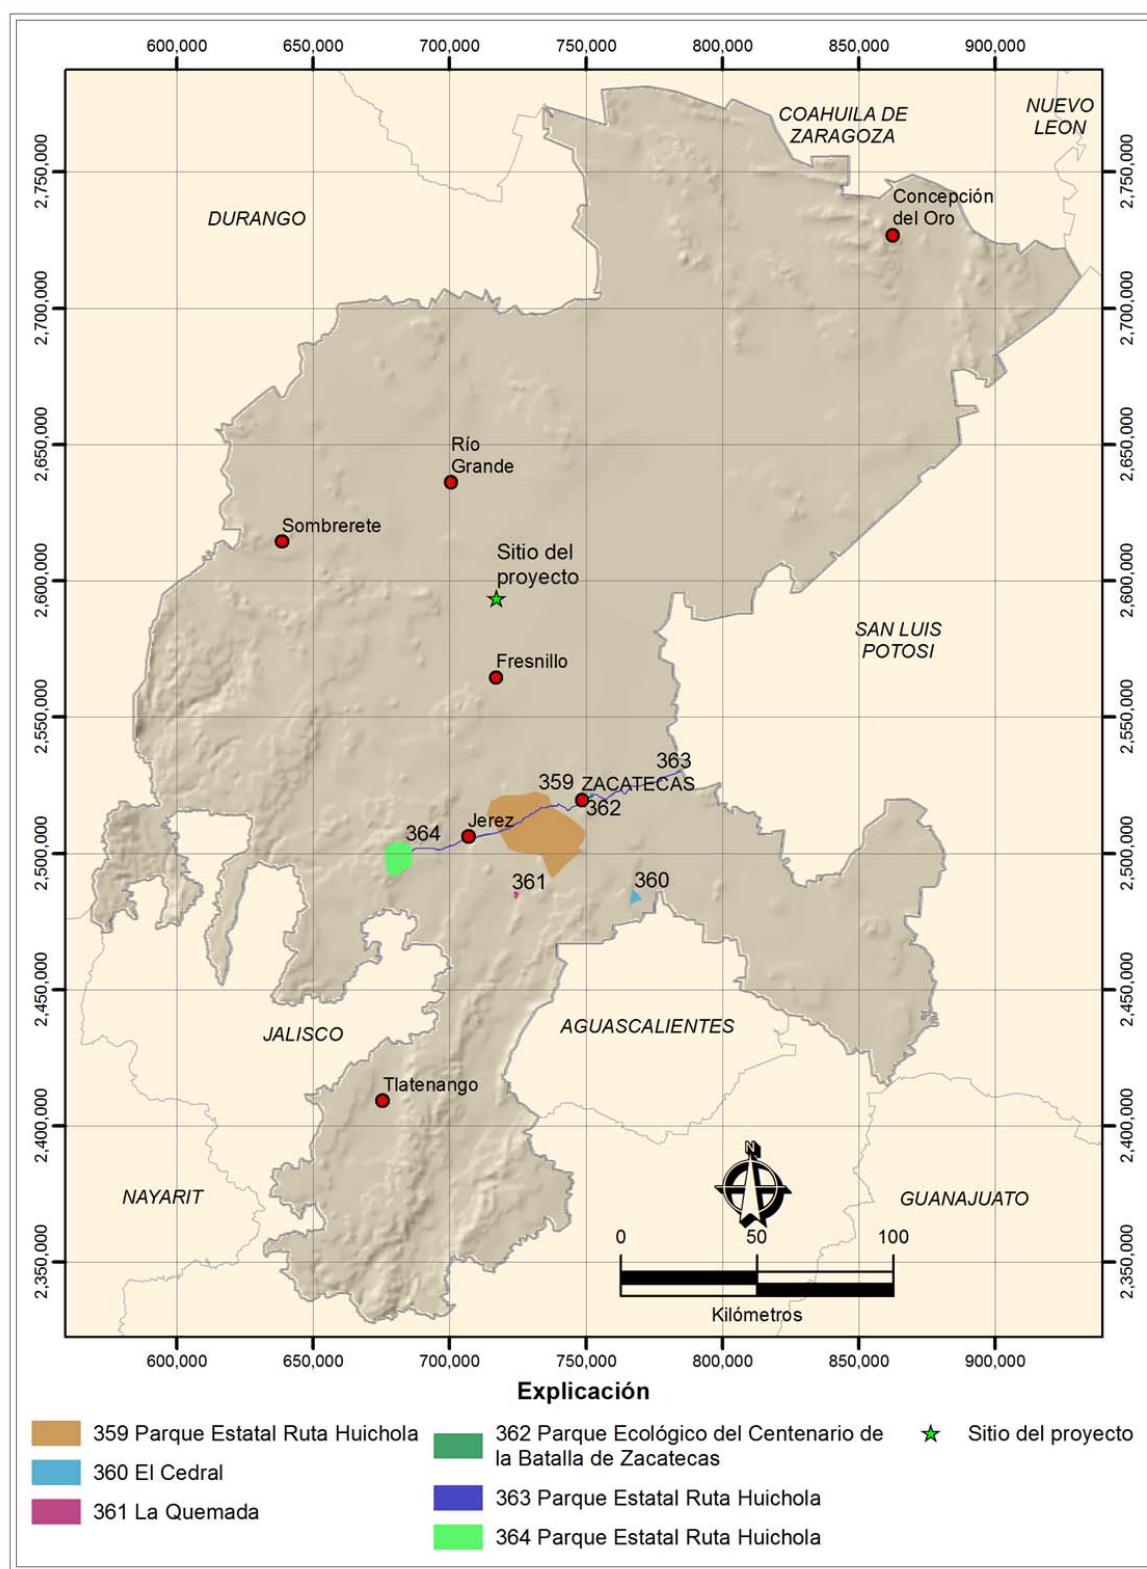 600,000 650,000 700,000 750,000 800,000 850,000 900,000
COAHUILA DE
ZARAGOZA
NUEVO
LEON
2,750,000 2,750,000
DURANGO
Concepción
del Oro
2,700,000 2,700,000
2,650,000 2,650,000
Río
Grande
Sombrerete
Sitio del
proyecto
2,600,000 2,600,000
SAN LUIS
POTOSI
Fresnillo
2,550,000 2,550,000
363
359 ZACATECAS
362
Jerez
364
2,500,000 2,500,000
361
360
2,450,000 2,450,000
JALISCO
AGUASCALIENTES
Tlatenango
2,400,000 2,400,000
N
NAYARIT
GUANAJUATO
0 50 100
Kilómetros
2,350,000 2,350,000
600,000 650,000 700,000 750,000 800,000 850,000 900,000
Explicación
359 Parque Estatal Ruta Huichola
360 El Cedral
361 La Quemada
362 Parque Ecológico del Centenario de
la Batalla de Zacatecas
363 Parque Estatal Ruta Huichola
364 Parque Estatal Ruta Huichola
Sitio del proyecto